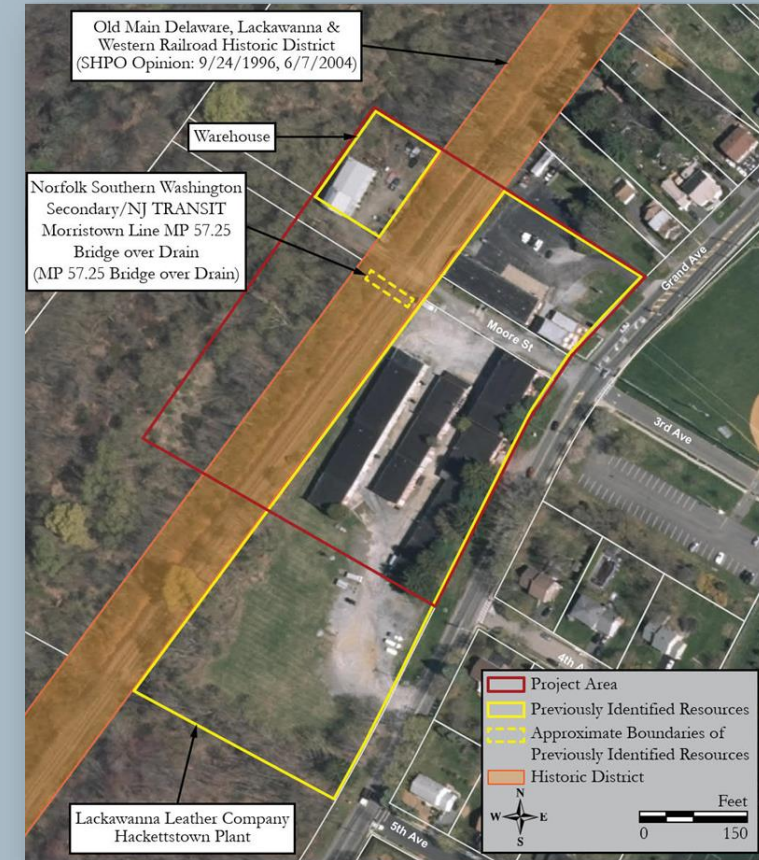 Old Main Delaware, Lackawanna &
Western Railroad Historic District
(SHPO Opinion: 9/24/1996, 6/7/2004)
Warehouse
Norfolk Southern Washington
Secondary/NJ TRANSIT
Morristown Line MP 57.25
Bridge over Drain
(MP 57.25 Bridge over Drain)
Grand Ave
Moore St
3rd Ave
4th A
Project Area
Previously Identified Resources
Approximate Boundaries of
Previously Identified Resources
Historic District
N
W E
S
Feet
0 150
Lackawanna Leather Company
Hackettstown Plant
5th Ave